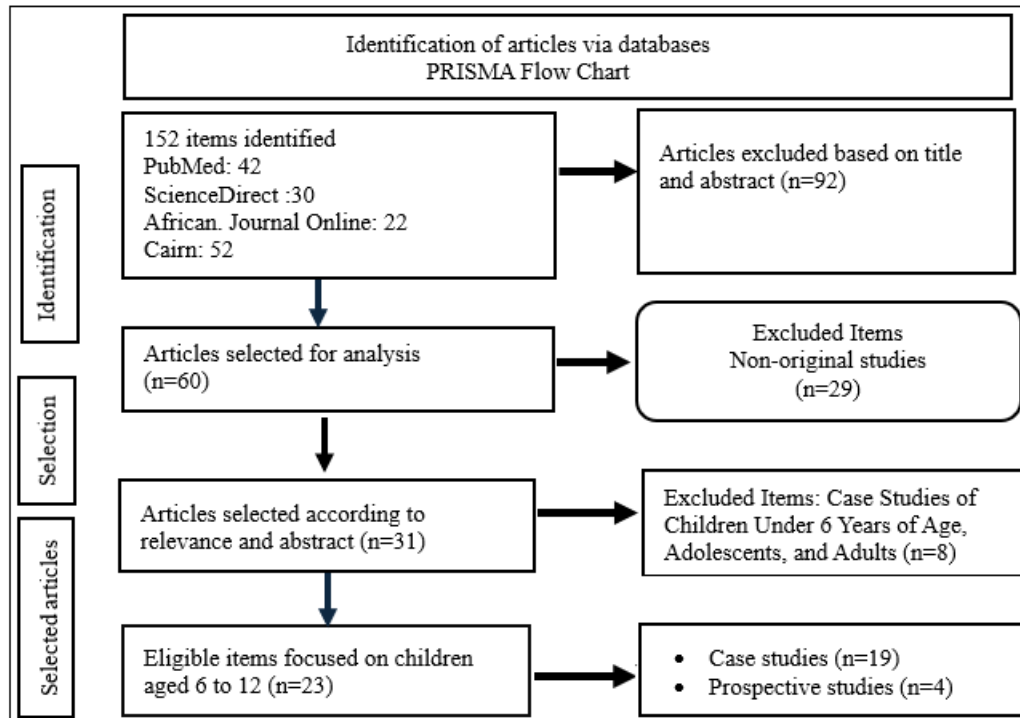 Identification of articles via databases
PRISMA Flow Chart
Identification
152 items identified
PubMed: 42
ScienceDirect :30
African. Journal Online: 22
Cairn: 52
Articles excluded based on title
and abstract (n=92)
Articles selected for analysis
(n=60)
Excluded Items
Non-original studies
(n=29)
Selection
Articles selected according to
relevance and abstract (n=31)
Excluded Items: Case Studies of
Children Under 6 Years of Age,
Adolescents, and Adults (n=8)
Selected articles
Eligible items focused on children
aged 6 to 12 (n=23)
• Case studies (n=19)
• Prospective studies (n=4)